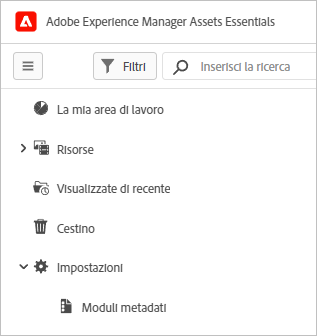 Adobe Experience Manager Assets Essentials
Filtri
Inserisci la ricerca
La mia area di lavoro
Risorse
Visualizzate di recente
Cestino
Impostazioni
Moduli metadati